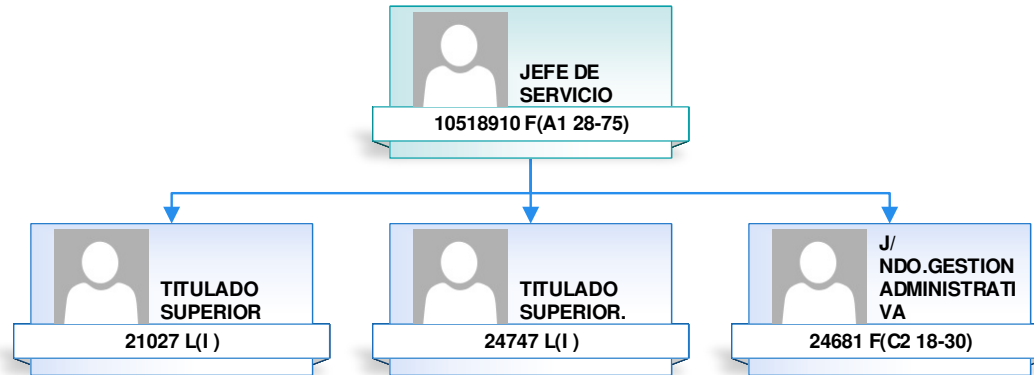 JEFE DE
SERVICIO
10518910 F(A1 28-75)
TITULADO
SUPERIOR
21027 L(I )
TITULADO
SUPERIOR.
24747 L(I )
J/
NDO.GESTION
ADMINISTRATI
VA
24681 F(C2 18-30)